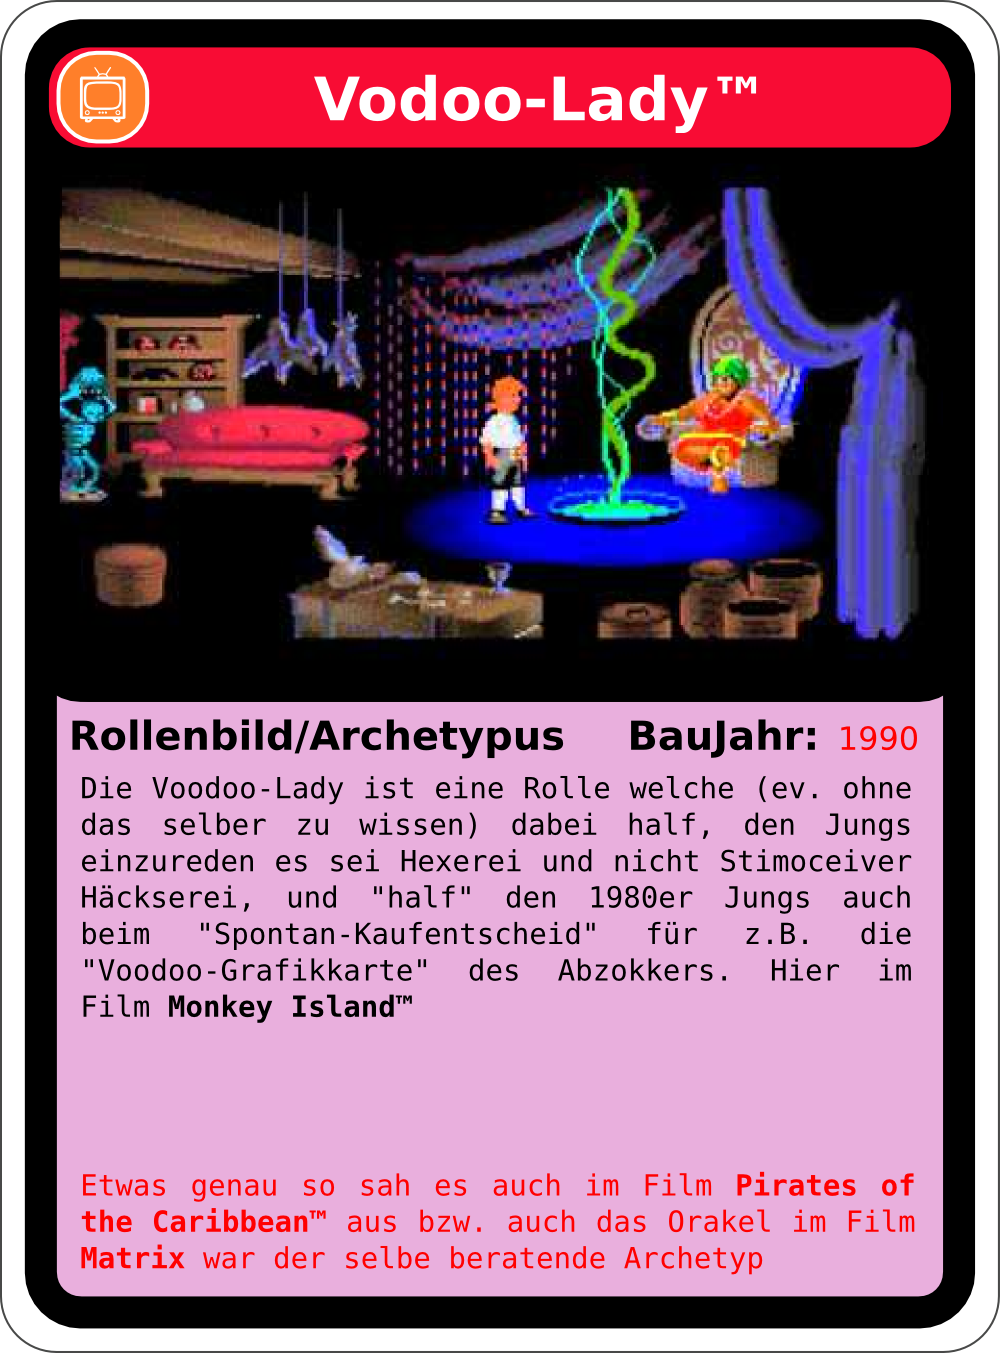 Vodoo-Lady™
Rollenbild/Archetypus BauJahr: 1990
Die Voodoo-Lady ist eine Rolle welche (ev. ohne
das selber zu wissen) dabei half, den Jungs
einzureden es sei Hexerei und nicht Stimoceiver
Häckserei, und "half" den 1980er Jungs auch
beim "Spontan-Kaufentscheid" für z.B. die
"Voodoo-Grafikkarte" des Abzokkers. Hier im
Film Monkey Island™
Etwas genau so sah es auch im Film Pirates of
the Caribbean™ aus bzw. auch das Orakel im Film
Matrix war der selbe beratende Archetyp